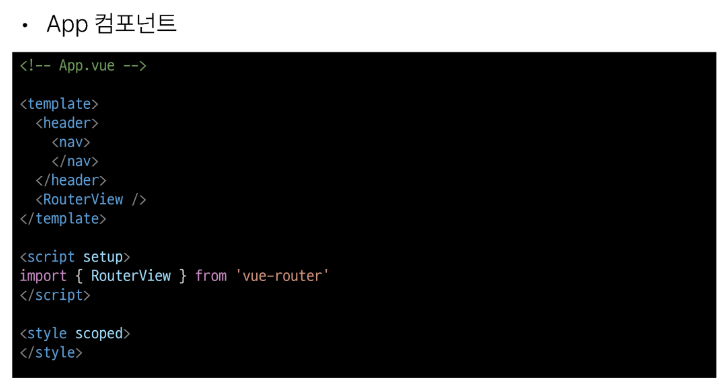 • App 컴포넌트
<!-- App.vue -->
<template>
  <header>
    <nav>
    </nav>
  </header>
  <RouterView />
</template>
<script setup>
import { RouterView } from 'vue-router'
</script>
<style scoped>
</style>